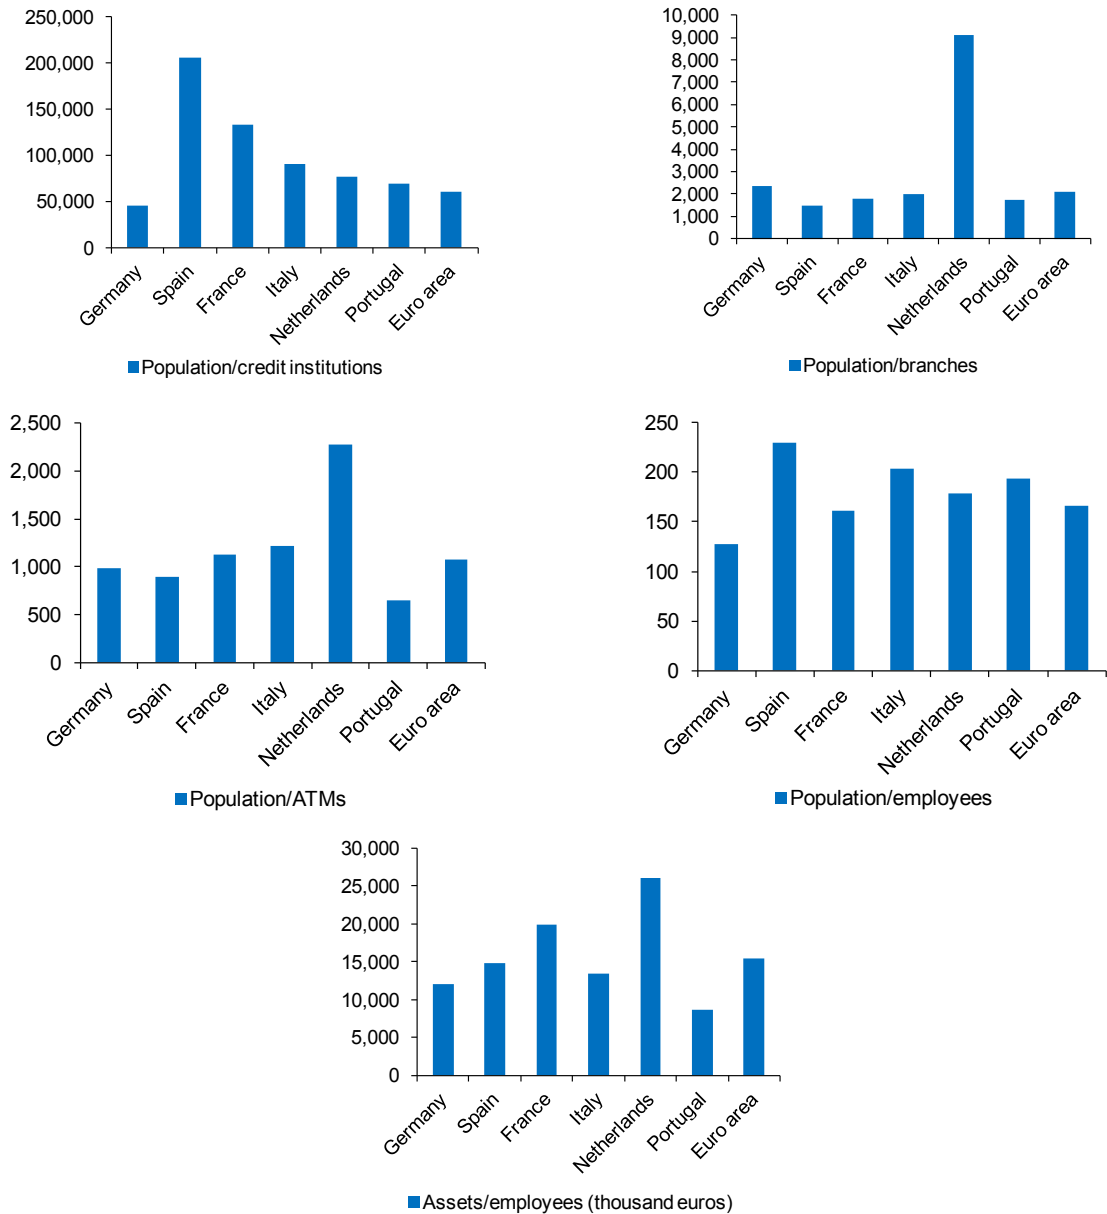 250,000
200,000
150,000
100,000
50,000
0
Germany
Spain
France
Italy
Netherlands
Portugal
Euro area
Population/credit institutions
10,000
9,000
8,000
7,000
6,000
5,000
4,000
3,000
2,000
1,000
0
Germany
Spain
France
Italy
Netherlands
Portugal
Euro area
Population/branches
2,500
2,000
1,500
1,000
500
0
Germany
Spain
France
Italy
Netherlands
Portugal
Euro area
Population/ATMs
250
200
150
100
50
0
Germany
Spain
France
Italy
Netherlands
Portugal
Euro area
Population/employees
30,000
25,000
20,000
15,000
10,000
5,000
0
Germany
Spain
France
Italy
Netherlands
Portugal
Euro area
Assets/employees (thousand euros)